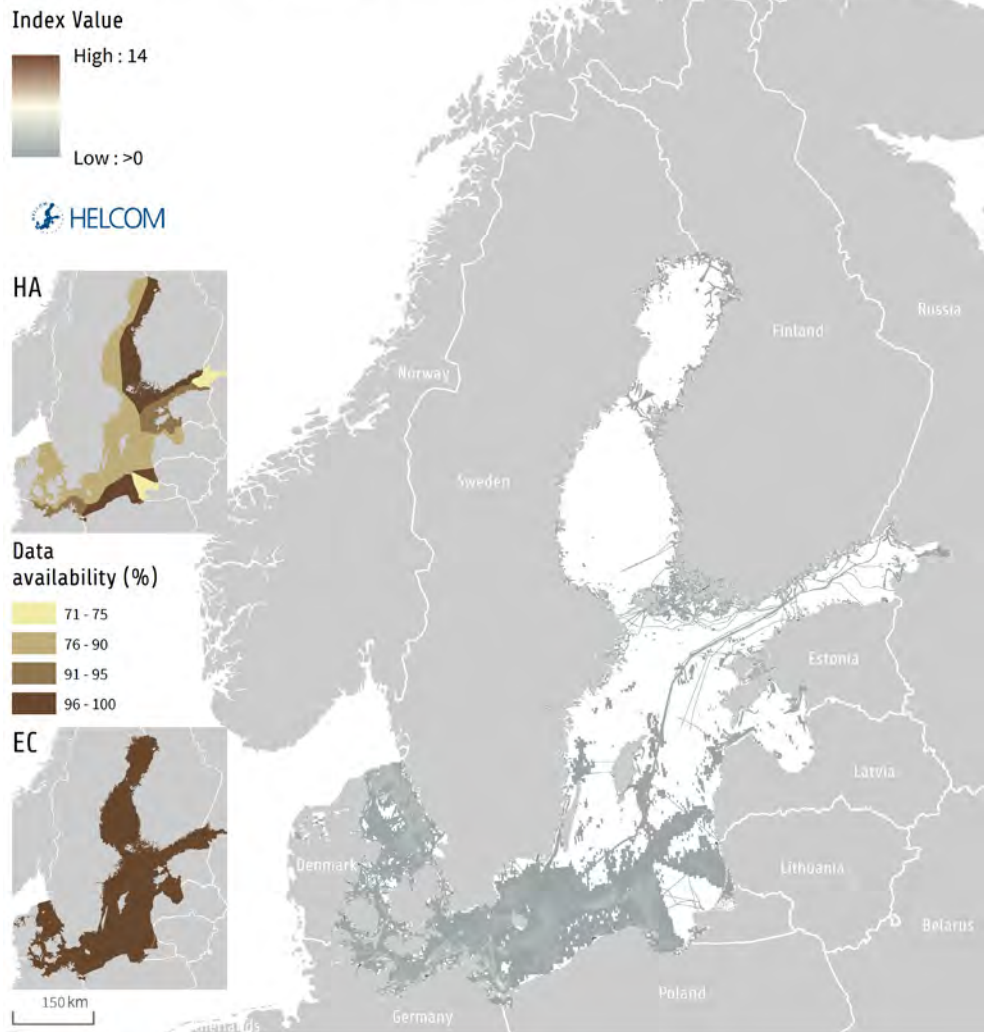 Index Value
High : 14
Low : >0
HELCOM
HA
Data
availability (%)
71 - 75
76 - 90
91 - 95
96 - 100
EC
150 km
Norway
Sweden
Finland
Russia
Estonia
Latvia
Lithuania
Belarus
Denmark
Poland
Germany